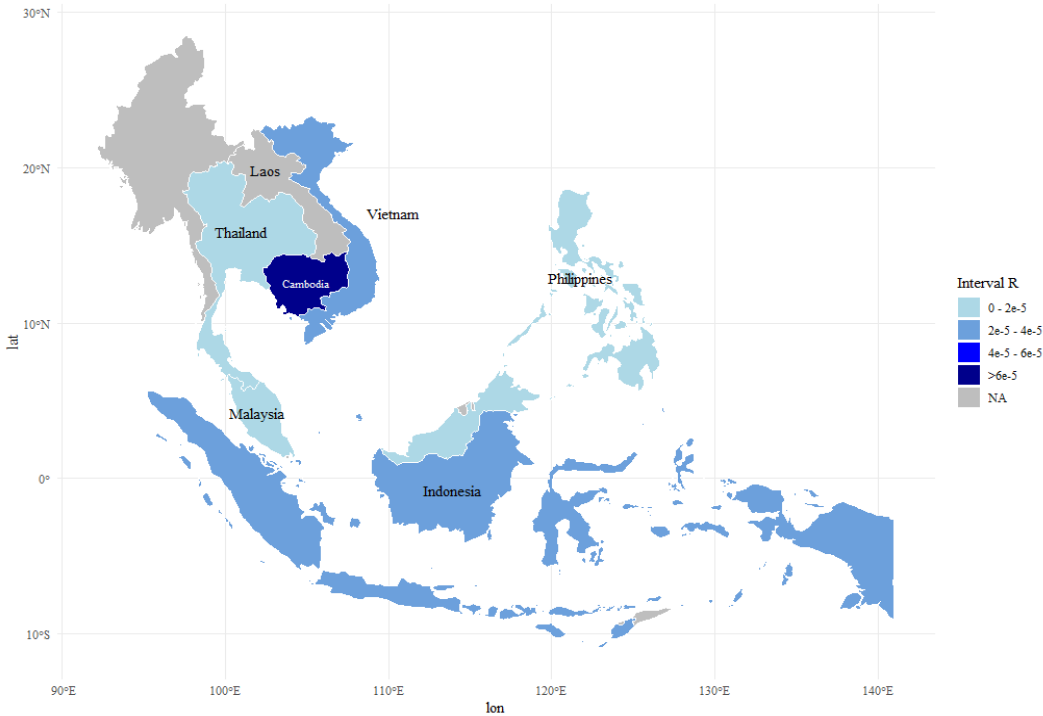 30°N
20°N
10°N
0°
10°S
lat
Laos
Vietnam
Thailand
Cambodia
Philippines
Malaysia
Indonesia
Interval R
0 - 2e-5
2e-5 - 4e-5
4e-5 - 6e-5
>6e-5
NA
90°E
100°E
110°E
120°E
130°E
140°E
lon